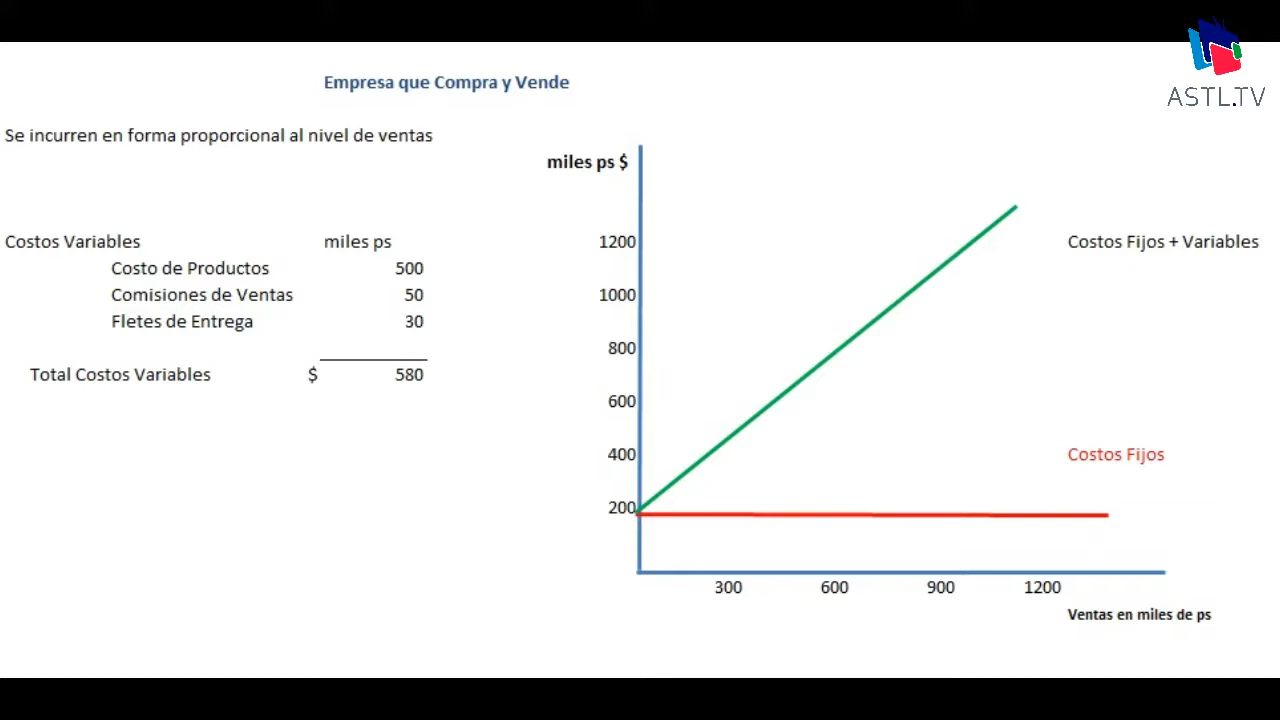 ASTL.TV
Empresa que Compra y Vende
Se incurren en forma proporcional al nivel de ventas
Costos Variables miles ps
Costo de Productos 500
Comisiones de Ventas 50
Fletes de Entrega 30
Total Costos Variables $ 580
miles ps $
1200
1000
800
600
400
200
Costos Fijos + Variables
Costos Fijos
300 600 900 1200
Ventas en miles de ps